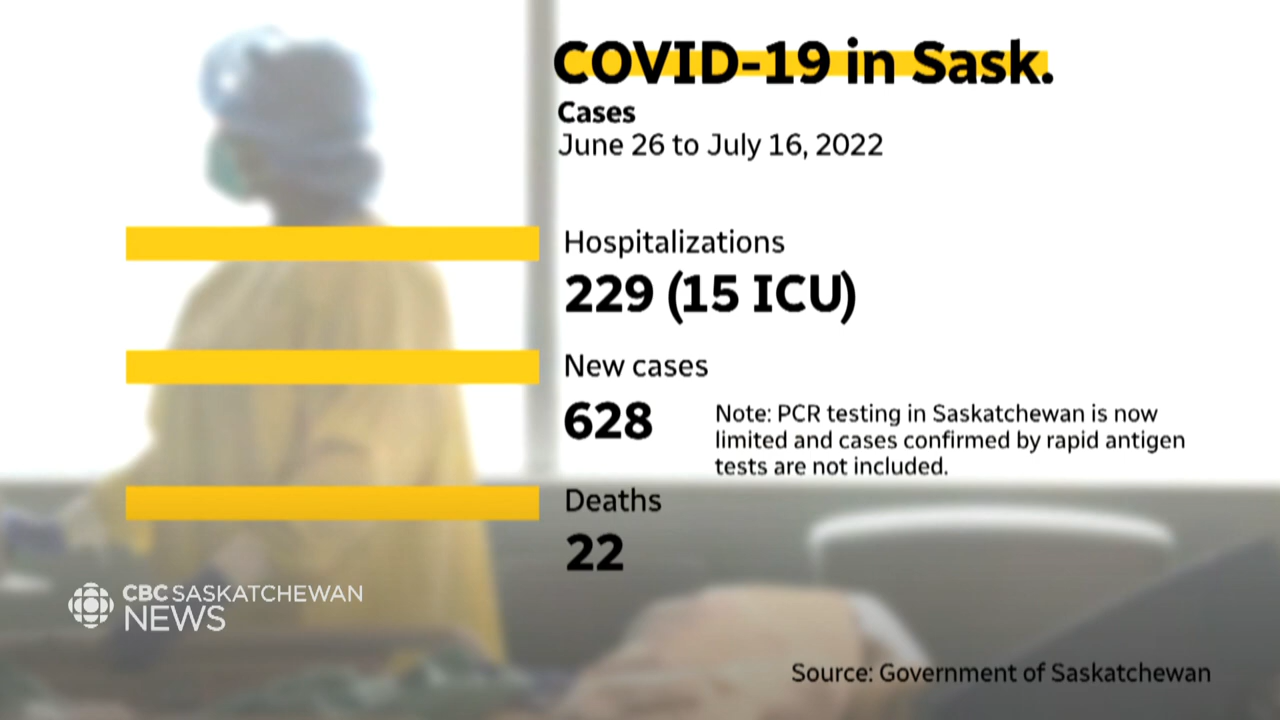 COVID-19 in Sask.
Cases
June 26 to July 16, 2022
Hospitalizations
229 (15 ICU)
New cases
628
Note: PCR testing in Saskatchewan is now
limited and cases confirmed by rapid antigen
tests are not included.
Deaths
22
CBC SASKATCHEWAN
NEWS
Source: Government of Saskatchewan